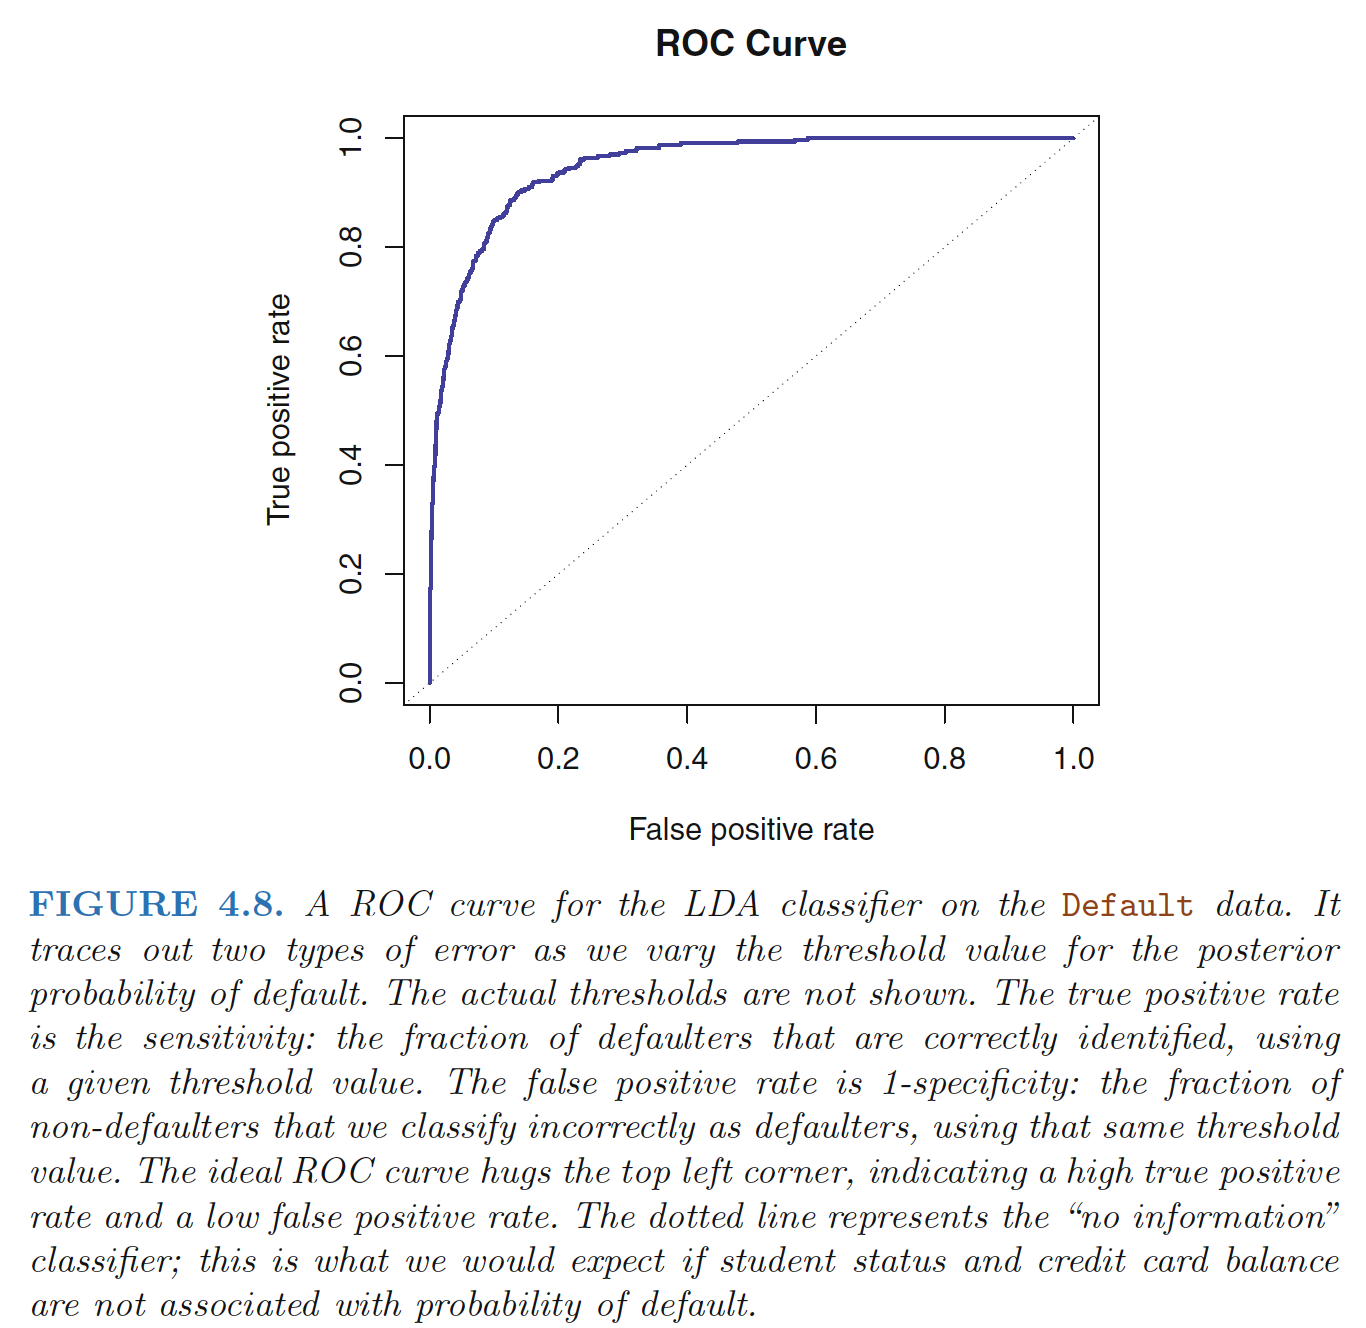 ROC Curve
True positive rate
1.0
0.8
0.6
0.4
0.2
0.0
0.0 0.2 0.4 0.6 0.8 1.0
False positive rate
FIGURE 4.8. A ROC curve for the LDA classifier on the Default data. It
traces out two types of error as we vary the threshold value for the posterior
probability of default. The actual thresholds are not shown. The true positive rate
is the sensitivity: the fraction of defaulters that are correctly identified, using
a given threshold value. The false positive rate is 1-specificity: the fraction of
non-defaulters that we classify incorrectly as defaulters, using that same threshold
value. The ideal ROC curve hugs the top left corner, indicating a high true positive
rate and a low false positive rate. The dotted line represents the “no information”
classifier; this is what we would expect if student status and credit card balance
are not associated with probability of default.